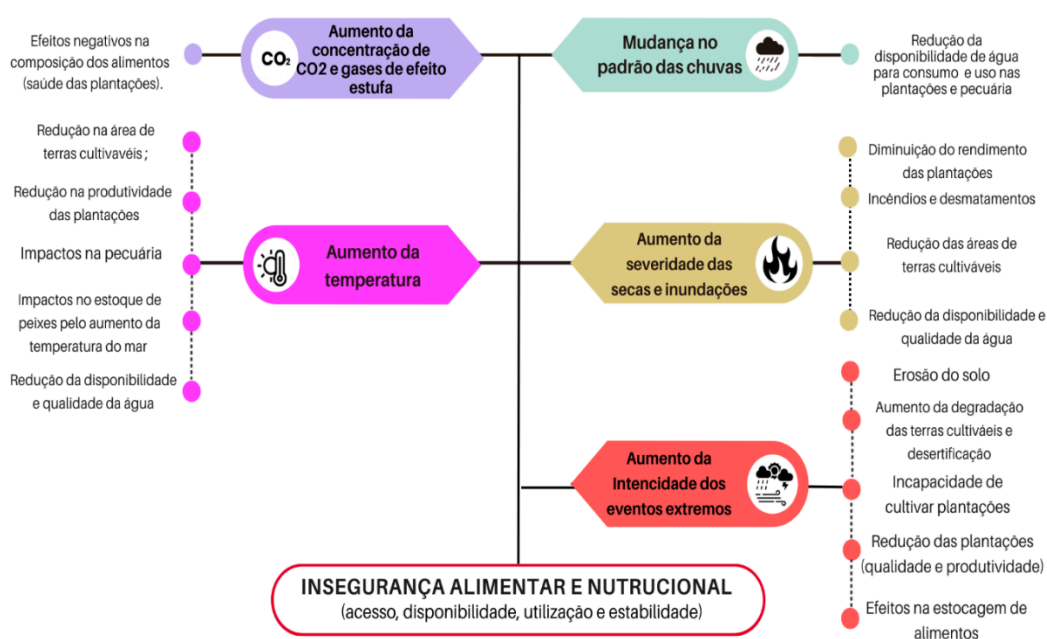 Efeitos negativos na
composição dos alimentos
(saúde das plantações).
CO₂
Aumento da
concentração de
CO2 e gases de efeito
estufa
Mudança no
padrão das chuvas
Redução da
disponibilidade de água
para consumo e uso nas
plantações e pecuária
Redução na área de
terras cultivavéis ;
Redução na produtividade
das plantações
Impactos na pecuária
Impactos no estoque de
peixes pelo aumento da
temperatura do mar
Redução da disponibilidade
e qualidade da água
Aumento da
temperatura
Aumento da
severidade das
secas e inundações
Diminuição do rendimento
das plantações
Incêndios e desmatamentos
Redução das áreas de
terras cultiváveis
Redução da disponibilidade e
qualidade da água
Aumento da
Intencidade dos
eventos extremos
Erosão do solo
Aumento da degradação
das terras cultiváeis e
desertificação
Incapacidade de
cultivar plantações
Redução das plantações
(qualidade e produtividade)
Efeitos na estocagem de
alimentos
INSEGURANÇA ALIMENTAR E NUTRUCIONAL
(acesso, disponibilidade, utilização e estabilidade)